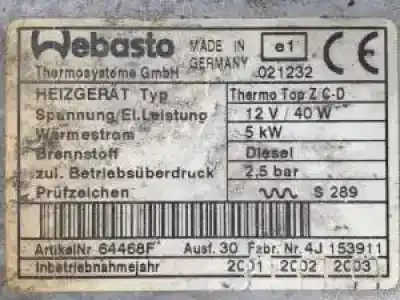 Webasto MADE IN GERMANY e1 CE
Thermosysteme GmbH 021232
HEIZGERÄT Typ Thermo Top Z/C-D
Spannung/El.Leistung 12 V / 40 W
Wärmestrom 5 kW
Brennstoff Diesel
zul. Betriebsüberdruck 2,5 bar
Prüfzeichen S 289
ArtikelNr 64468F Ausf. 30 Fabr. Nr. 4J 153911
Inbetriebnahmejahr 2001 2002 2003